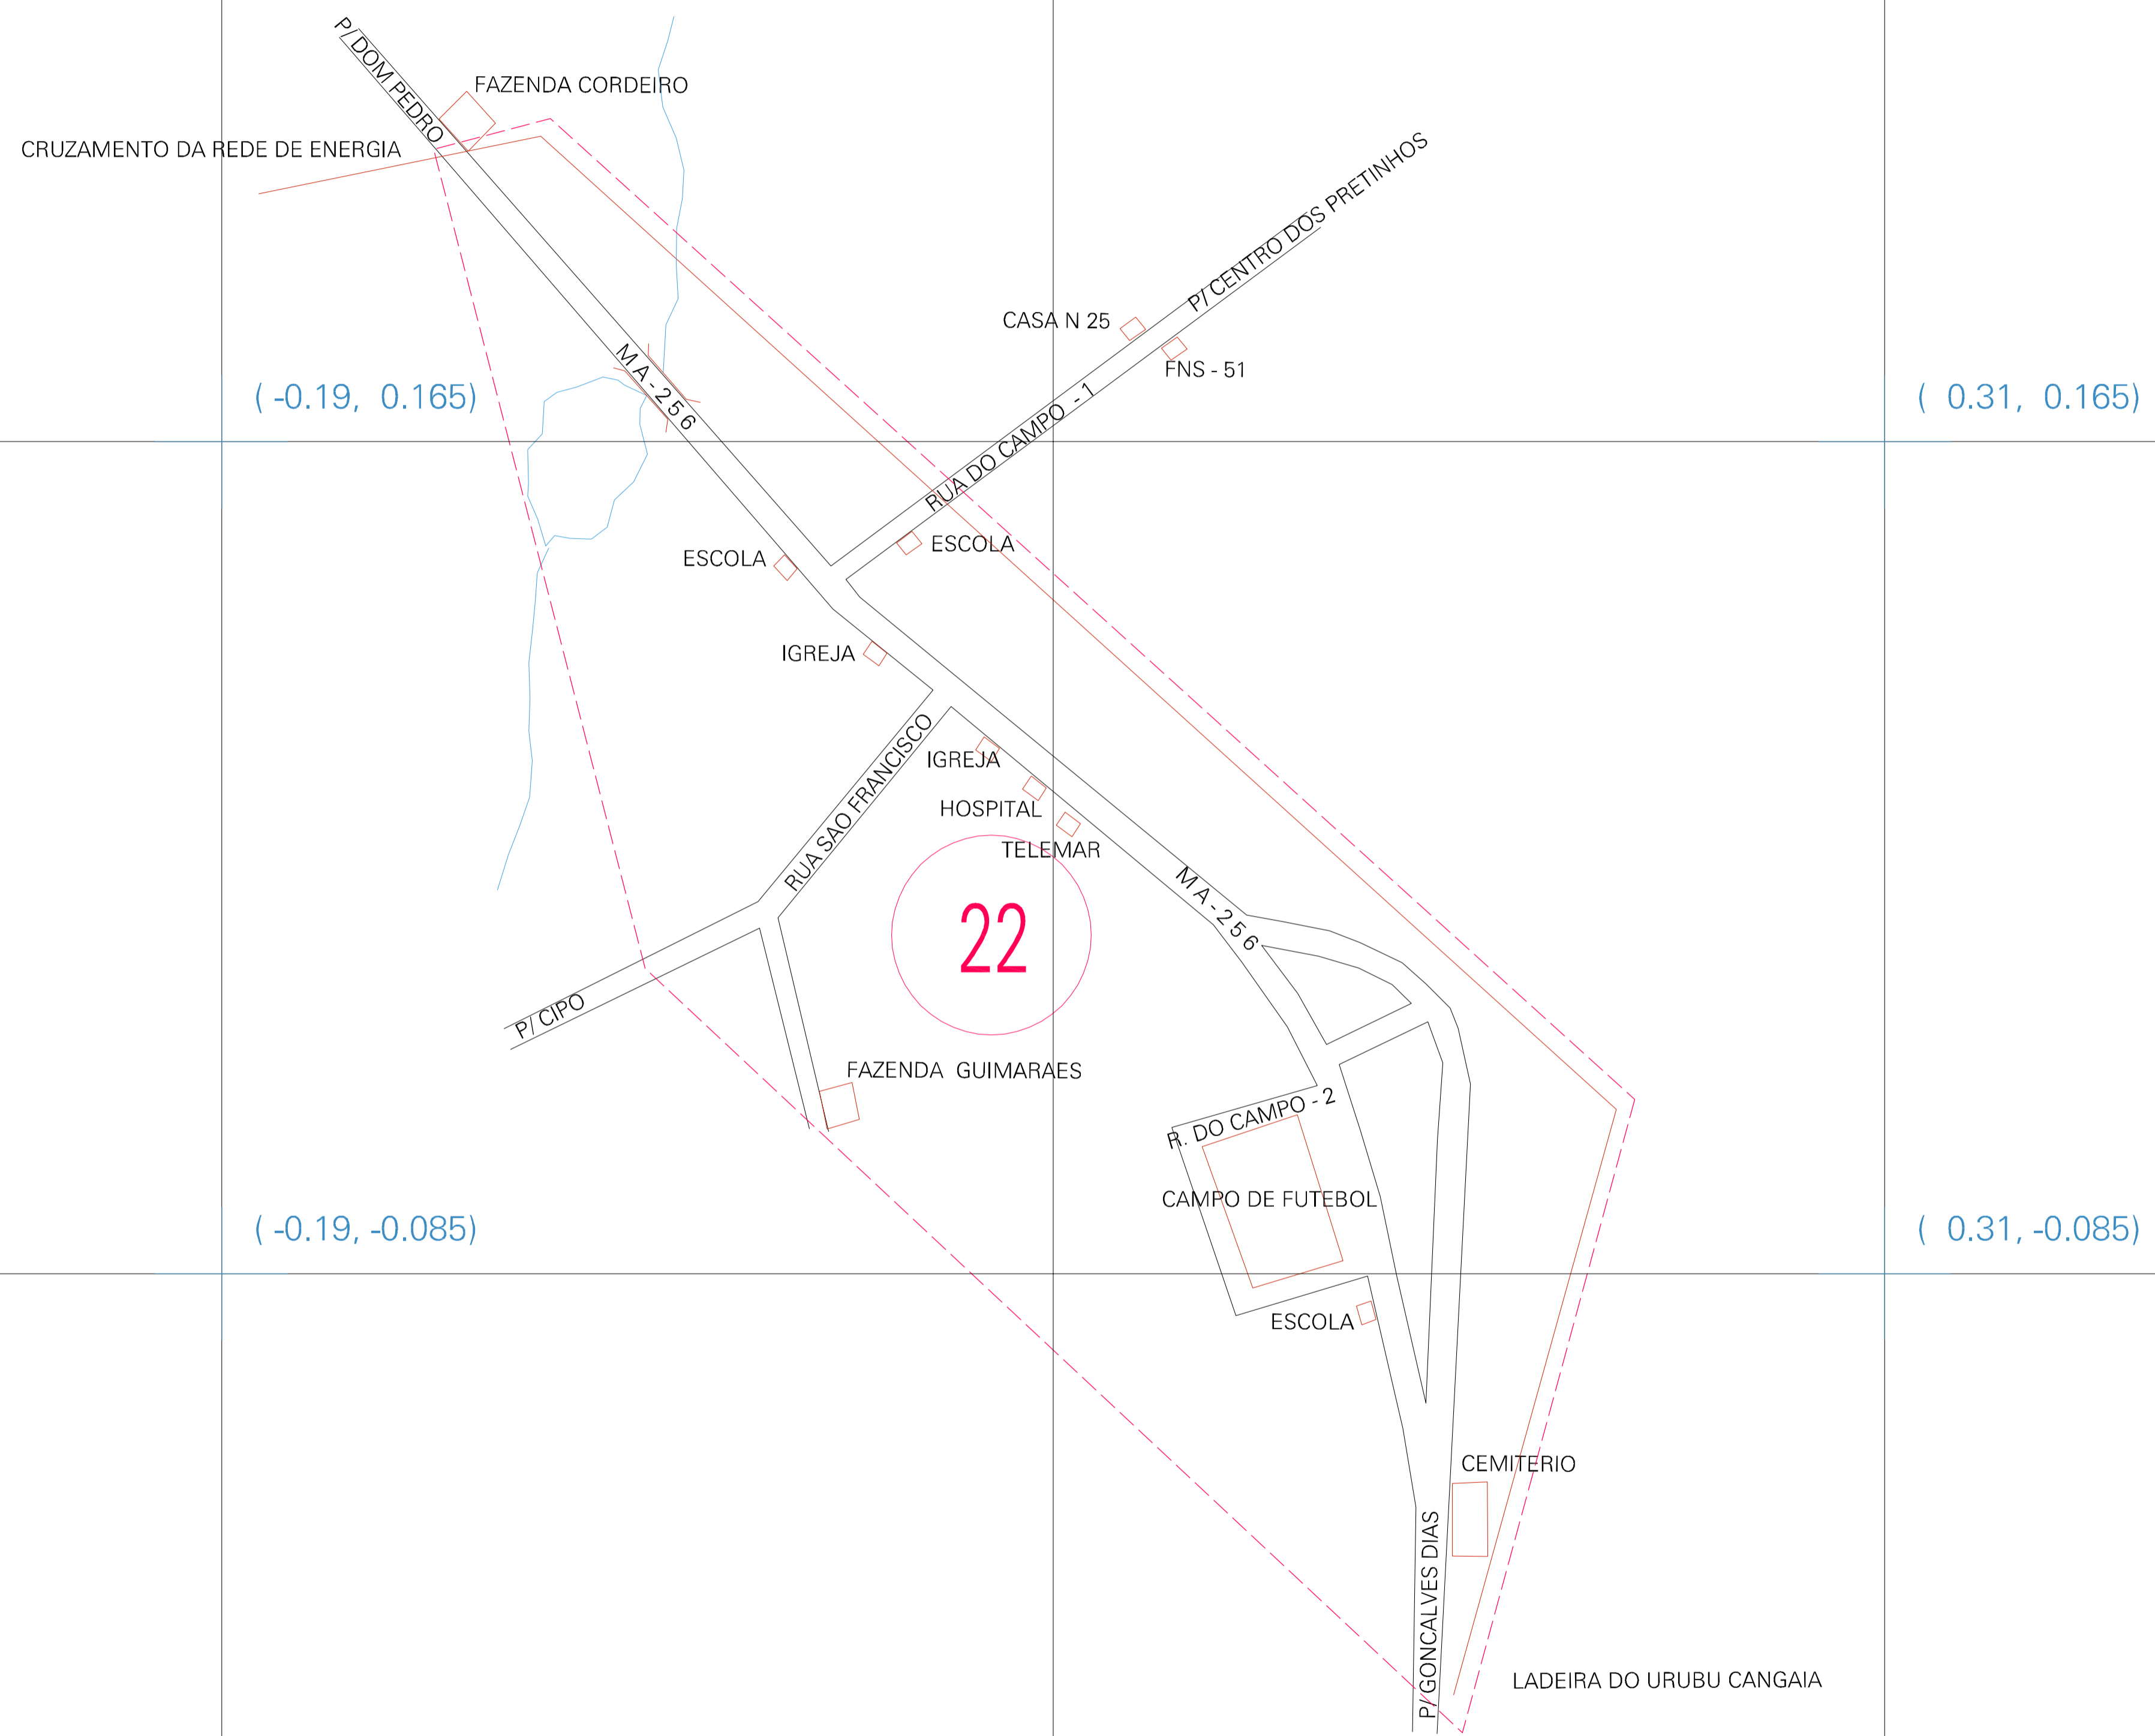 P/ DOM PEDRO
FAZENDA CORDEIRO
CRUZAMENTO DA REDE DE ENERGIA
P/ CENTRO DOS PRETINHOS
CASA N 25
FNS - 51
MA - 256
( -0.19, 0.165)
( 0.31, 0.165)
RUA DO CAMPO - 1
ESCOLA
ESCOLA
IGREJA
RUA SAO FRANCISCO
IGREJA
HOSPITAL
TELEMAR
MA - 256
22
P/ CIPO
FAZENDA GUIMARAES
R. DO CAMPO - 2
CAMPO DE FUTEBOL
( -0.19, -0.085)
( 0.31, -0.085)
ESCOLA
CEMITERIO
P/ GONCALVES DIAS
LADEIRA DO URUBU CANGAIA